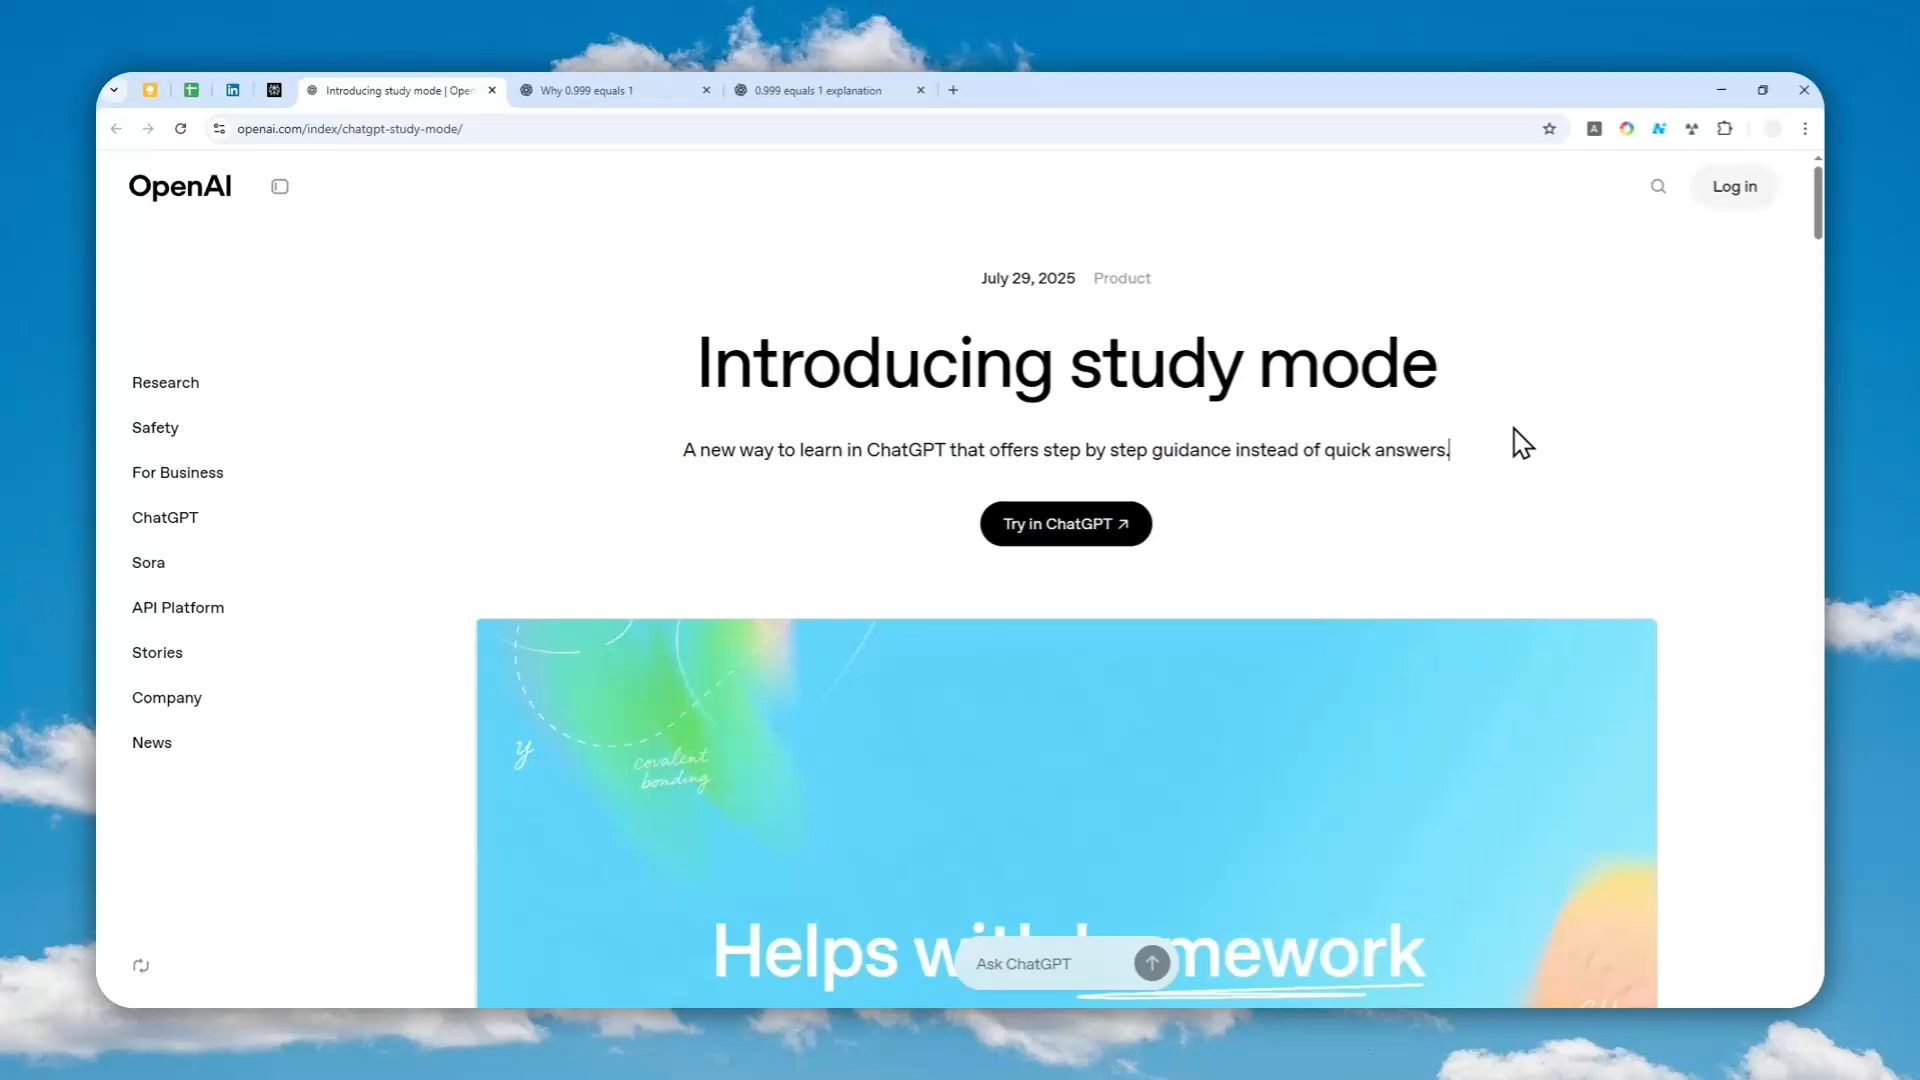 Introducing study mode | Open
Why 0.999 equals 1
0.999 equals 1 explanation
openai.com/index/chatgpt-study-mode/
OpenAI
Log in
July 29, 2025 Product
Introducing study mode
A new way to learn in ChatGPT that offers step by step guidance instead of quick answers.
Try in ChatGPT ↗
Research
Safety
For Business
ChatGPT
Sora
API Platform
Stories
Company
News
y
covalent
bonding
Helps with homework
Ask ChatGPT